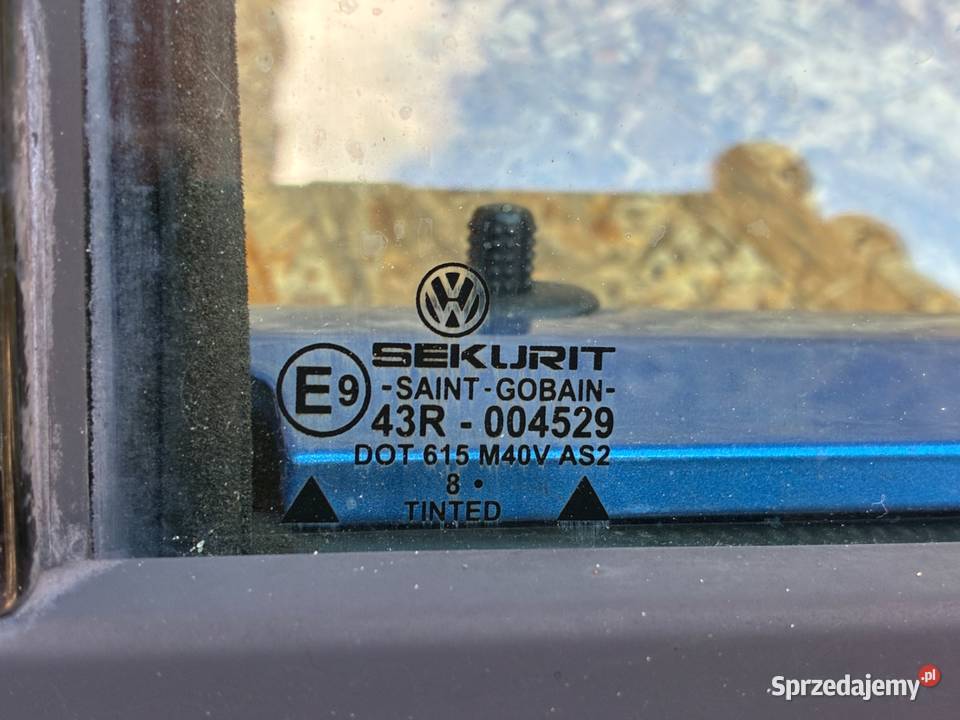 SEKURIT
E9
-SAINT-GOBAIN-
43R - 004529
DOT 615 M40V AS2
8 •
TINTED
Sprzedajemy.pl